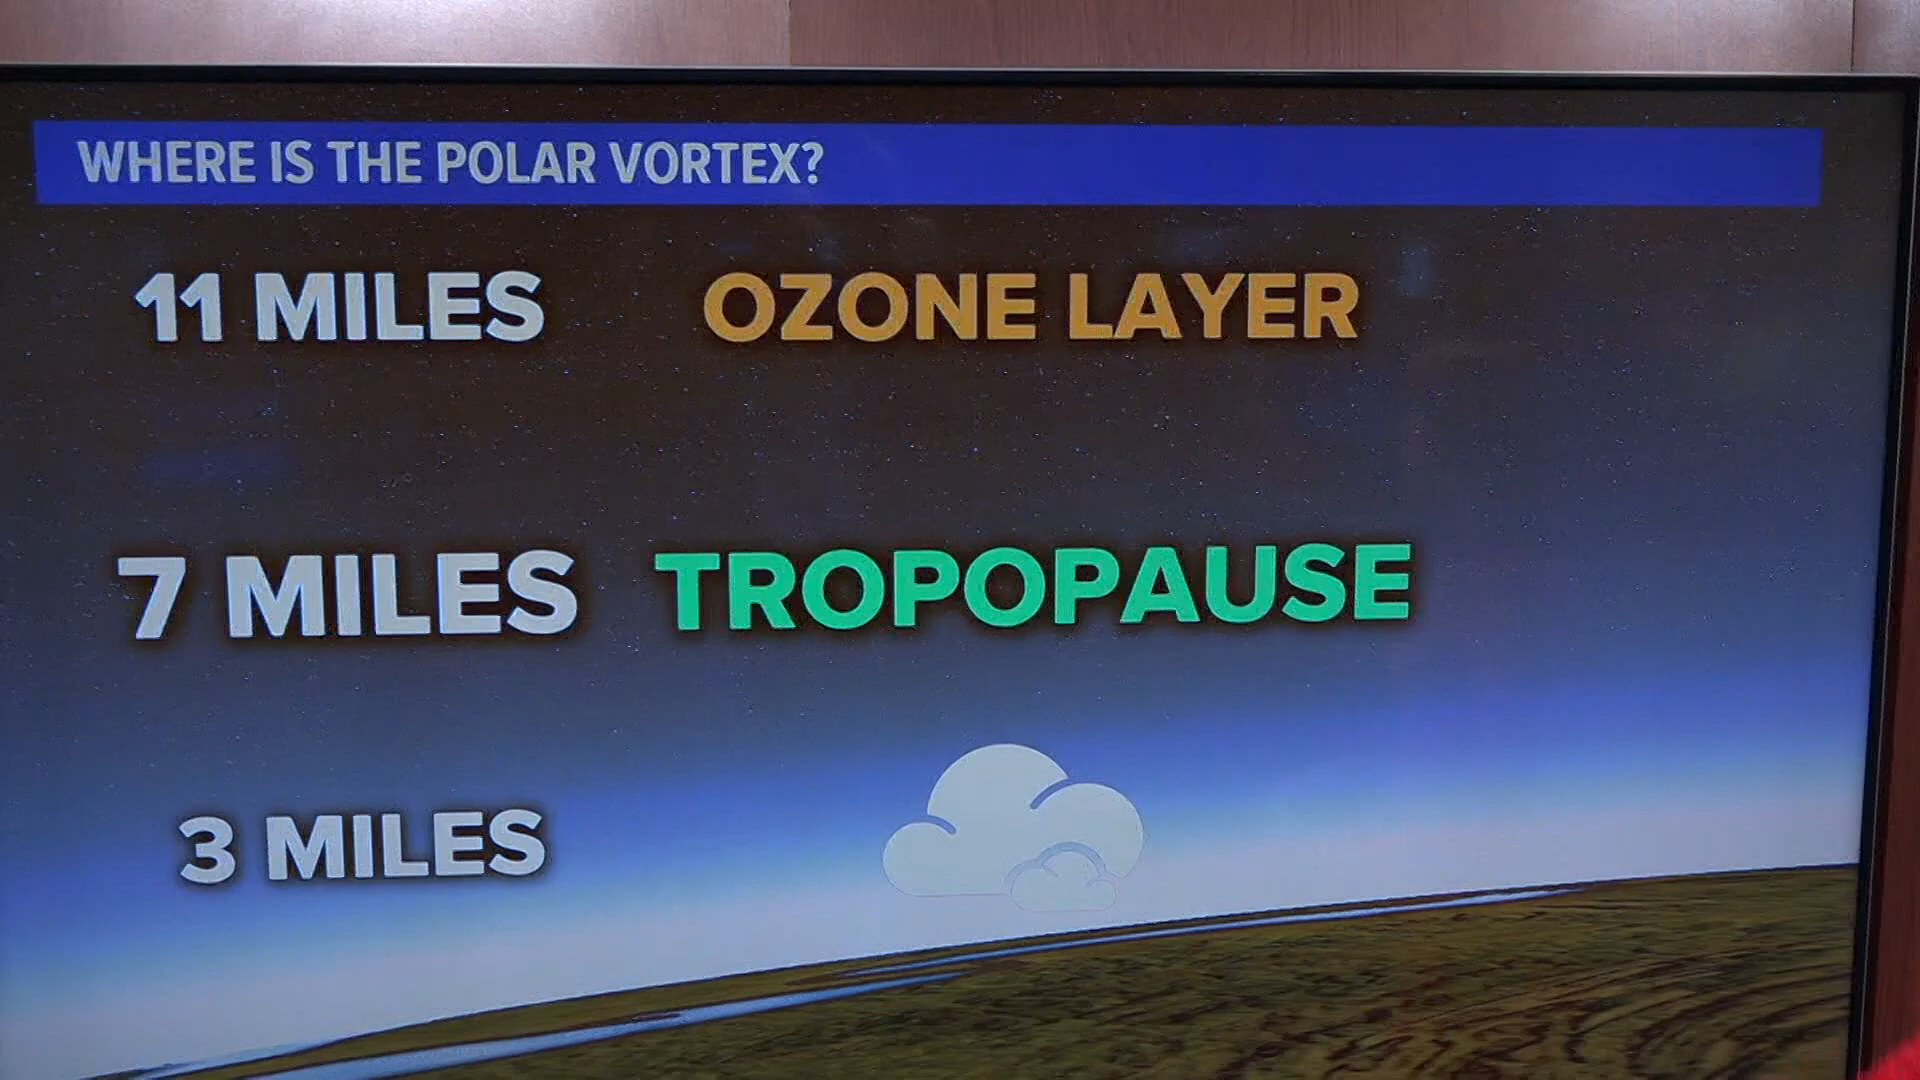 WHERE IS THE POLAR VORTEX?
11 MILES OZONE LAYER
7 MILES TROPOPAUSE
3 MILES